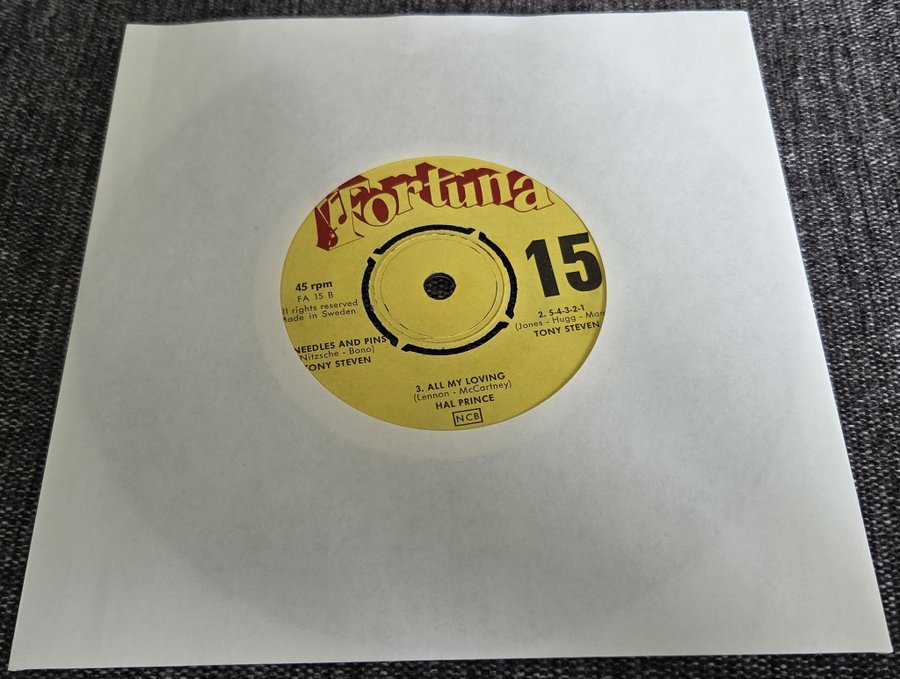 Fortuna
15
45 rpm
FA 15 B
ll rights reserved
Made in Sweden
NEEDLES AND PINS
Nitzsche - Bono)
TONY STEVEN
2. 5-4-3-2-1
(Jones - Hugg - Man
TONY STEVEN
3. ALL MY LOVING
(Lennon - McCartney)
HAL PRINCE
NCB